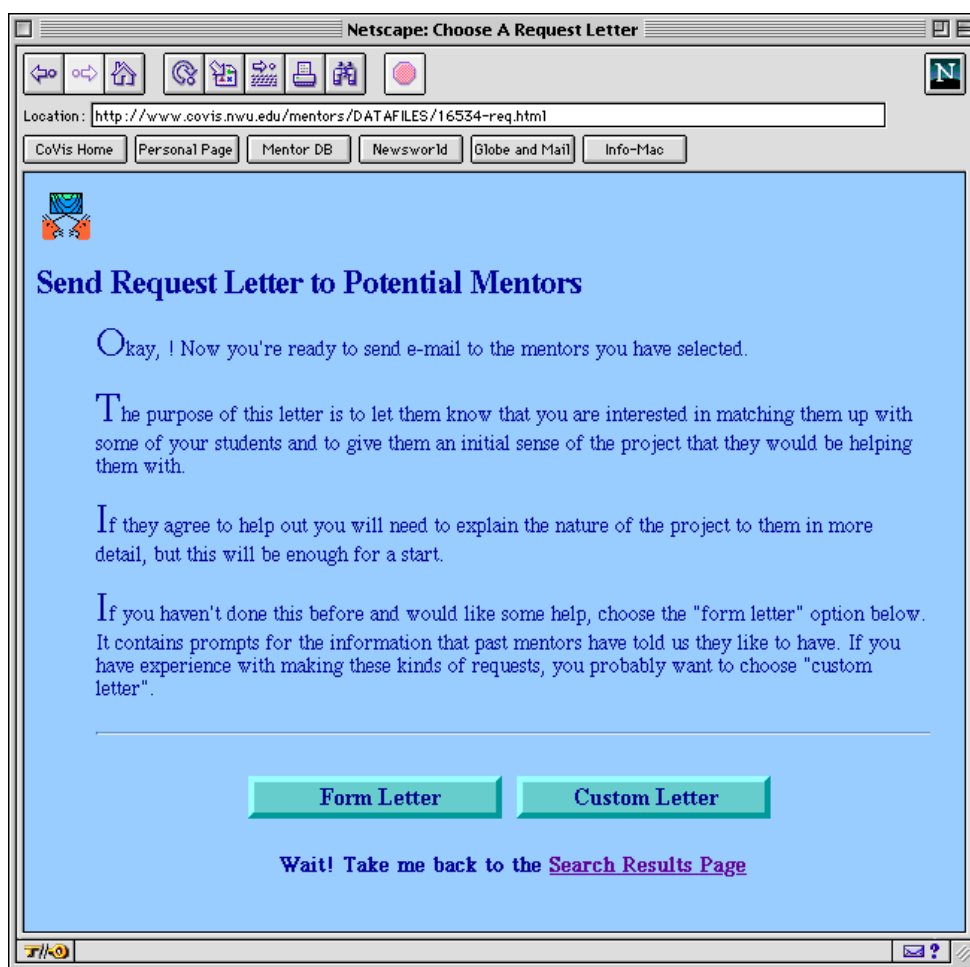 Netscape: Choose A Request Letter
Location: http://www.covis.nwu.edu/mentors/DATAFILES/16534-req.html
CoVis Home Personal Page Mentor DB Newsworld Globe and Mail Info-Mac
N
Send Request Letter to Potential Mentors
Okay, ! Now you're ready to send e-mail to the mentors you have selected.
The purpose of this letter is to let them know that you are interested in matching them up with
some of your students and to give them an initial sense of the project that they would be helping
them with.
If they agree to help out you will need to explain the nature of the project to them in more
detail, but this will be enough for a start.
If you haven't done this before and would like some help, choose the "form letter" option below.
It contains prompts for the information that past mentors have told us they like to have. If you
have experience with making these kinds of requests, you probably want to choose "custom
letter".
Form Letter Custom Letter
Wait! Take me back to the Search Results Page
?